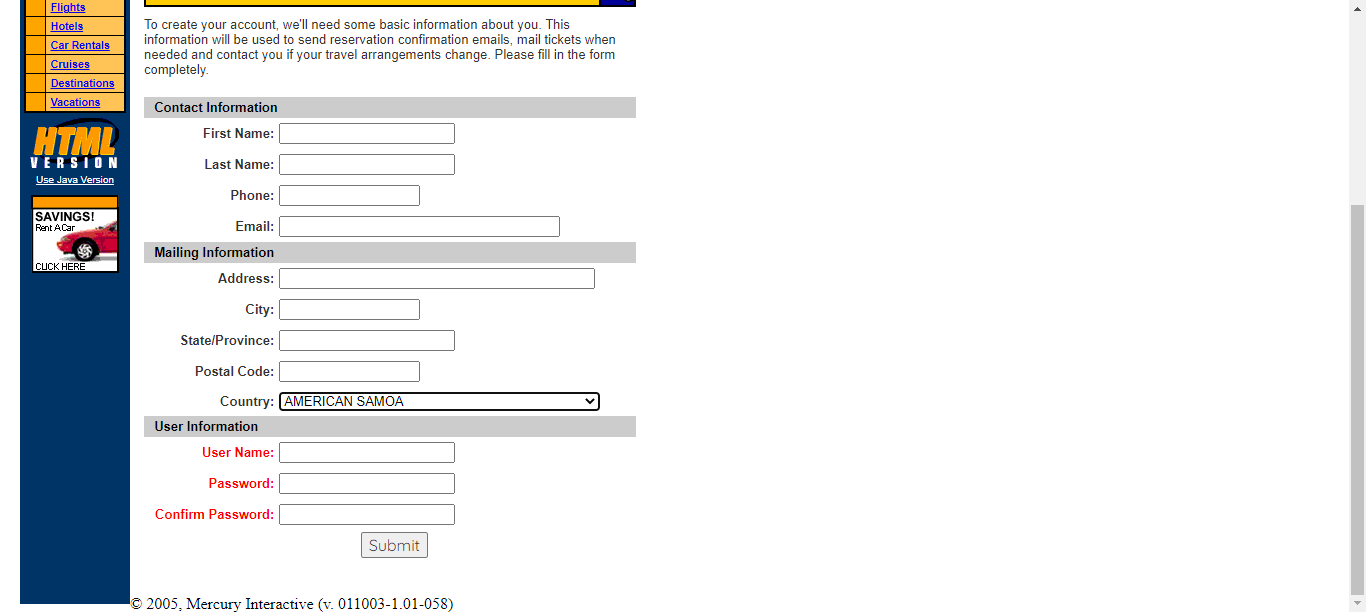 Flights
Hotels
Car Rentals
Cruises
Destinations
Vacations
HTML
VERSION
Use Java Version
SAVINGS!
Rent A Car
CLICK HERE
To create your account, we'll need some basic information about you. This
information will be used to send reservation confirmation emails, mail tickets when
needed and contact you if your travel arrangements change. Please fill in the form
completely.
Contact Information
First Name:
Last Name:
Phone:
Email:
Mailing Information
Address:
City:
State/Province:
Postal Code:
Country: AMERICAN SAMOA
User Information
User Name:
Password:
Confirm Password:
Submit
© 2005, Mercury Interactive (v. 011003-1.01-058)